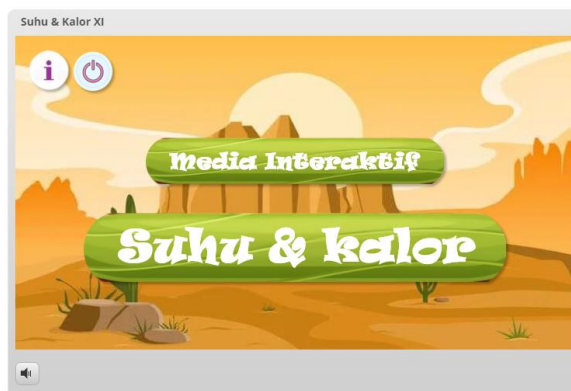 Suhu & Kalor XI
i
Media Interaktif
Suhu & kalor